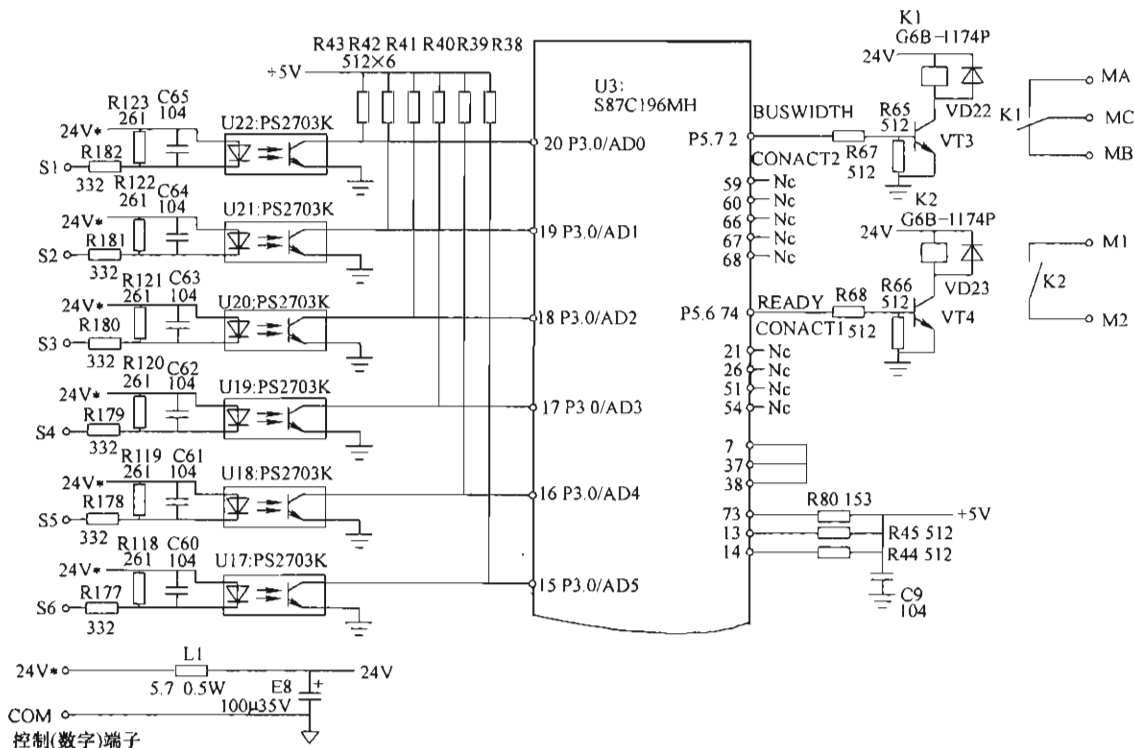 R43 R42 R41 R40 R39 R38
512×6
+5V
U3:
S87C196MH
K1
G6B-1174P
24V
VD22
VT3
R65
512
R67
512
BUSWIDTH
P5.7 2
CONACT2
K1
MA
MC
MB
R123
261
C65
104
24V*
R182
S1
332
U22:PS2703K
20 P3.0/AD0
R122
261
C64
104
24V*
R181
S2
332
U21:PS2703K
19 P3.0/AD1
59 Nc
60 Nc
66 Nc
67 Nc
68 Nc
K2
G6B-1174P
24V
VD23
VT4
R66
512
R68
512
READY
P5.6 74
CONACT1
K2
M1
M2
R121
261
C63
104
24V*
R180
S3
332
U20:PS2703K
18 P3.0/AD2
21 Nc
26 Nc
51 Nc
54 Nc
R120
261
C62
104
24V*
R179
S4
332
U19:PS2703K
17 P3.0/AD3
7
37
38
R119
261
C61
104
24V*
R178
S5
332
U18:PS2703K
16 P3.0/AD4
73
13
14
R80 153
+5V
R45 512
R44 512
C9
104
R118
261
C60
104
24V*
R177
S6
332
U17:PS2703K
15 P3.0/AD5
24V*
L1
5.7 0.5W
24V
E8
+
100μ35V
COM
控制(数字)端子